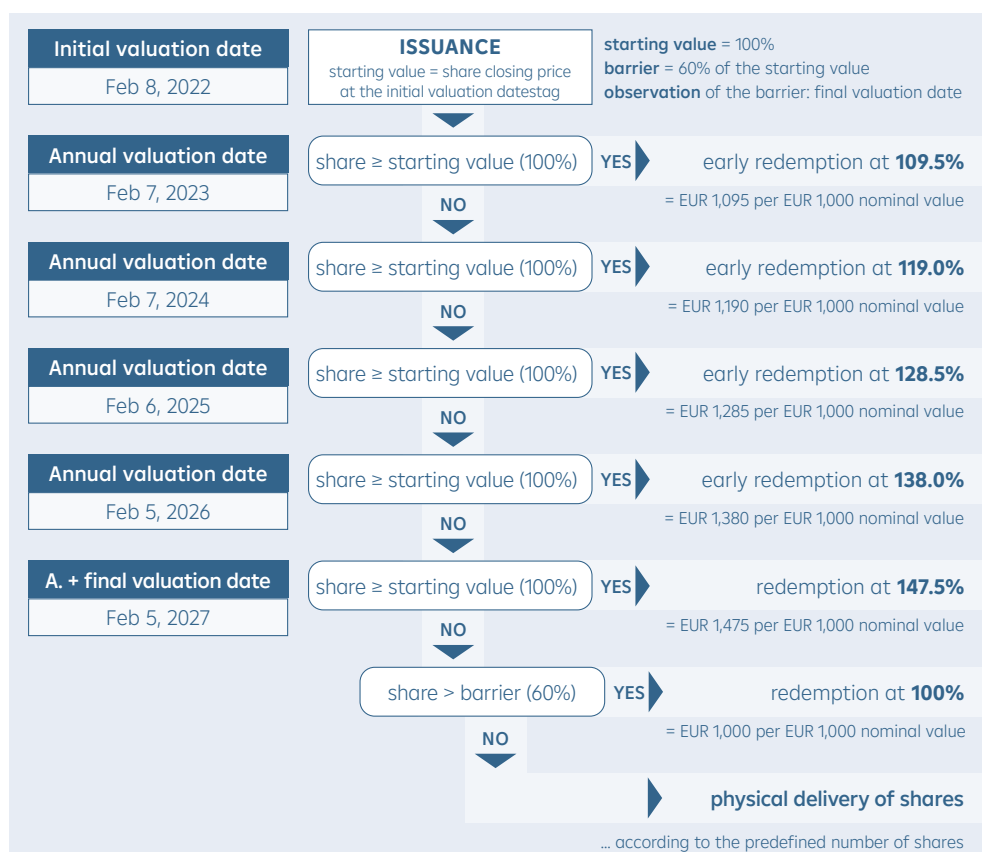 Initial valuation date
Feb 8, 2022
ISSUANCE
starting value = share closing price
at the initial valuation datestag
starting value = 100%
barrier = 60% of the starting value
observation of the barrier: final valuation date
Annual valuation date
Feb 7, 2023
share ≥ starting value (100%)
YES
early redemption at 109.5%
= EUR 1,095 per EUR 1,000 nominal value
NO
Annual valuation date
Feb 7, 2024
share ≥ starting value (100%)
YES
early redemption at 119.0%
= EUR 1,190 per EUR 1,000 nominal value
NO
Annual valuation date
Feb 6, 2025
share ≥ starting value (100%)
YES
early redemption at 128.5%
= EUR 1,285 per EUR 1,000 nominal value
NO
Annual valuation date
Feb 5, 2026
share ≥ starting value (100%)
YES
early redemption at 138.0%
= EUR 1,380 per EUR 1,000 nominal value
NO
A. + final valuation date
Feb 5, 2027
share ≥ starting value (100%)
YES
redemption at 147.5%
= EUR 1,475 per EUR 1,000 nominal value
NO
share > barrier (60%)
YES
redemption at 100%
= EUR 1,000 per EUR 1,000 nominal value
NO
physical delivery of shares
... according to the predefined number of shares